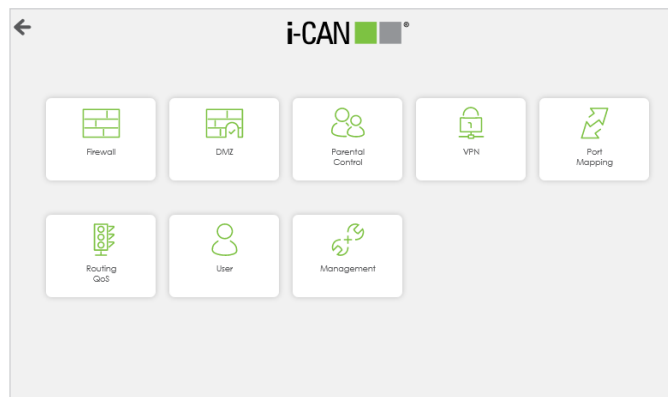 i-CAN
Firewall
DMZ
Parental
Control
VPN
Port
Mapping
Routing
QoS
User
Management